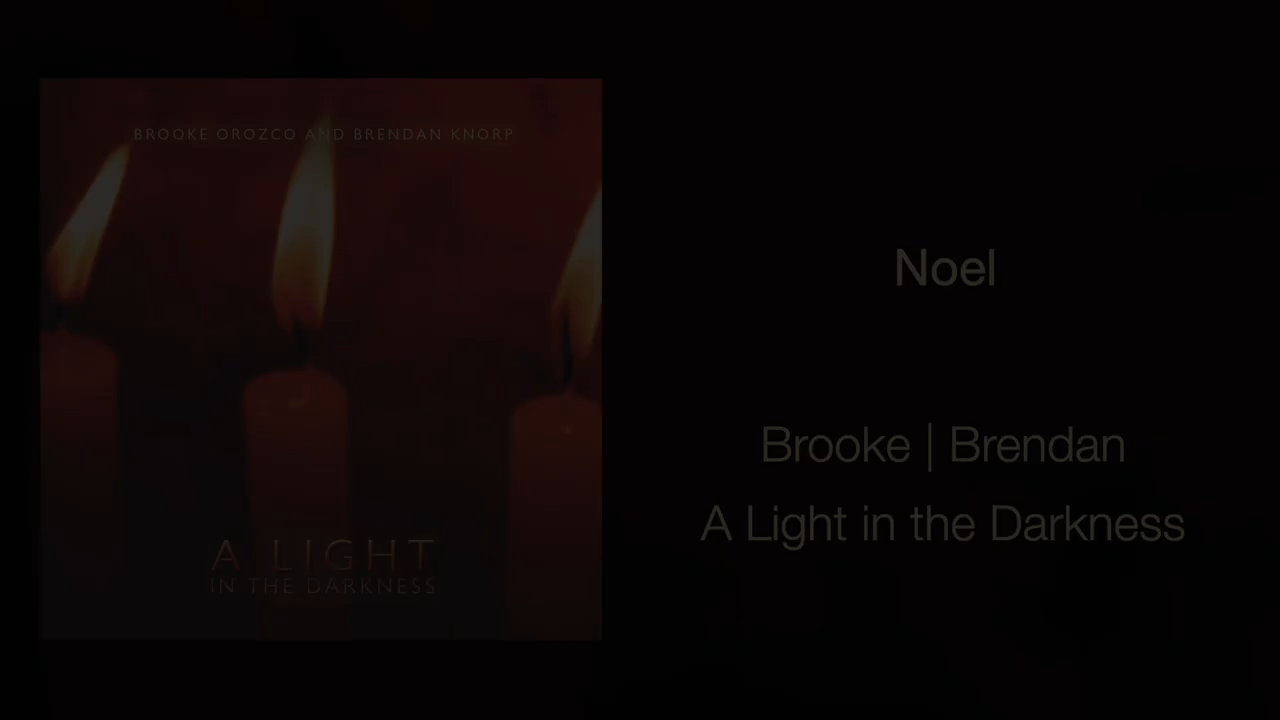 BROOKE OROZCO AND BRENDAN KNORP
A LIGHT
IN THE DARKNESS
Noel
Brooke | Brendan
A Light in the Darkness